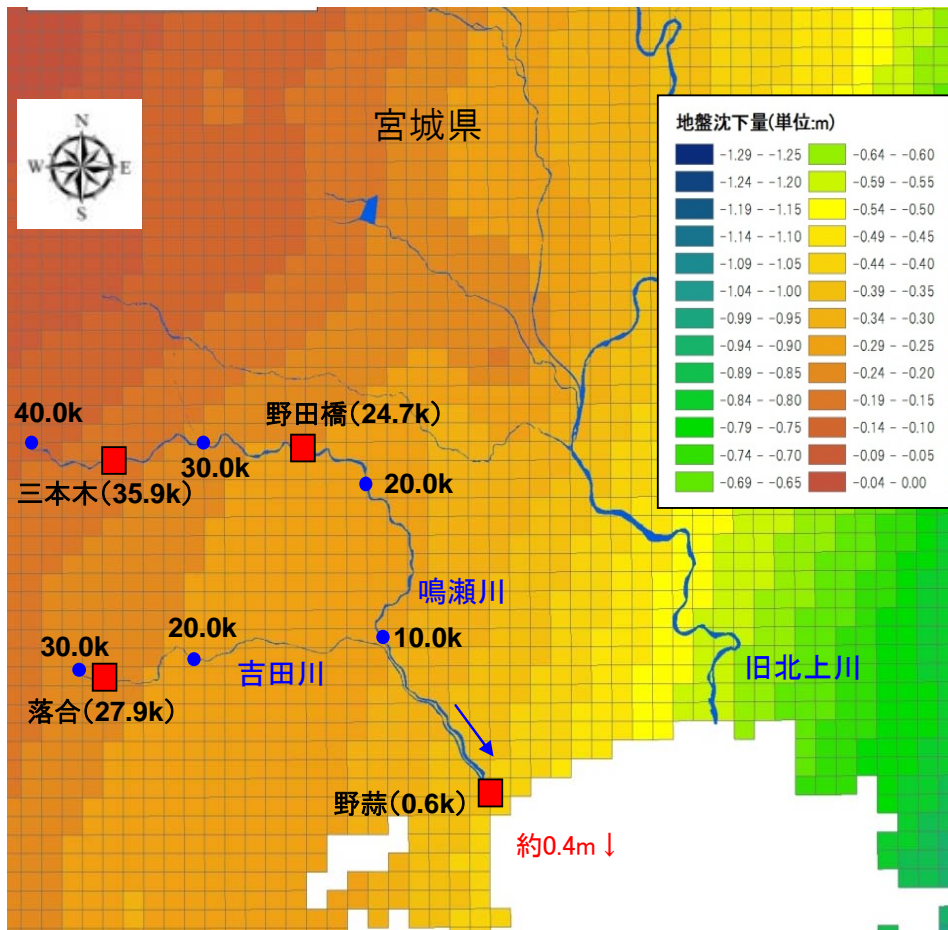 宮城県
N
W
E
S
地盤沈下量(単位:m)
-1.29 - -1.25
-1.24 - -1.20
-1.19 - -1.15
-1.14 - -1.10
-1.09 - -1.05
-1.04 - -1.00
-0.99 - -0.95
-0.94 - -0.90
-0.89 - -0.85
-0.84 - -0.80
-0.79 - -0.75
-0.74 - -0.70
-0.69 - -0.65
-0.64 - -0.60
-0.59 - -0.55
-0.54 - -0.50
-0.49 - -0.45
-0.44 - -0.40
-0.39 - -0.35
-0.34 - -0.30
-0.29 - -0.25
-0.24 - -0.20
-0.19 - -0.15
-0.14 - -0.10
-0.09 - -0.05
-0.04 - 0.00
40.0k
野田橋(24.7k)
30.0k
三本木(35.9k)
20.0k
鳴瀬川
10.0k
20.0k
30.0k
吉田川
旧北上川
落合(27.9k)
野蒜(0.6k)
約0.4m↓